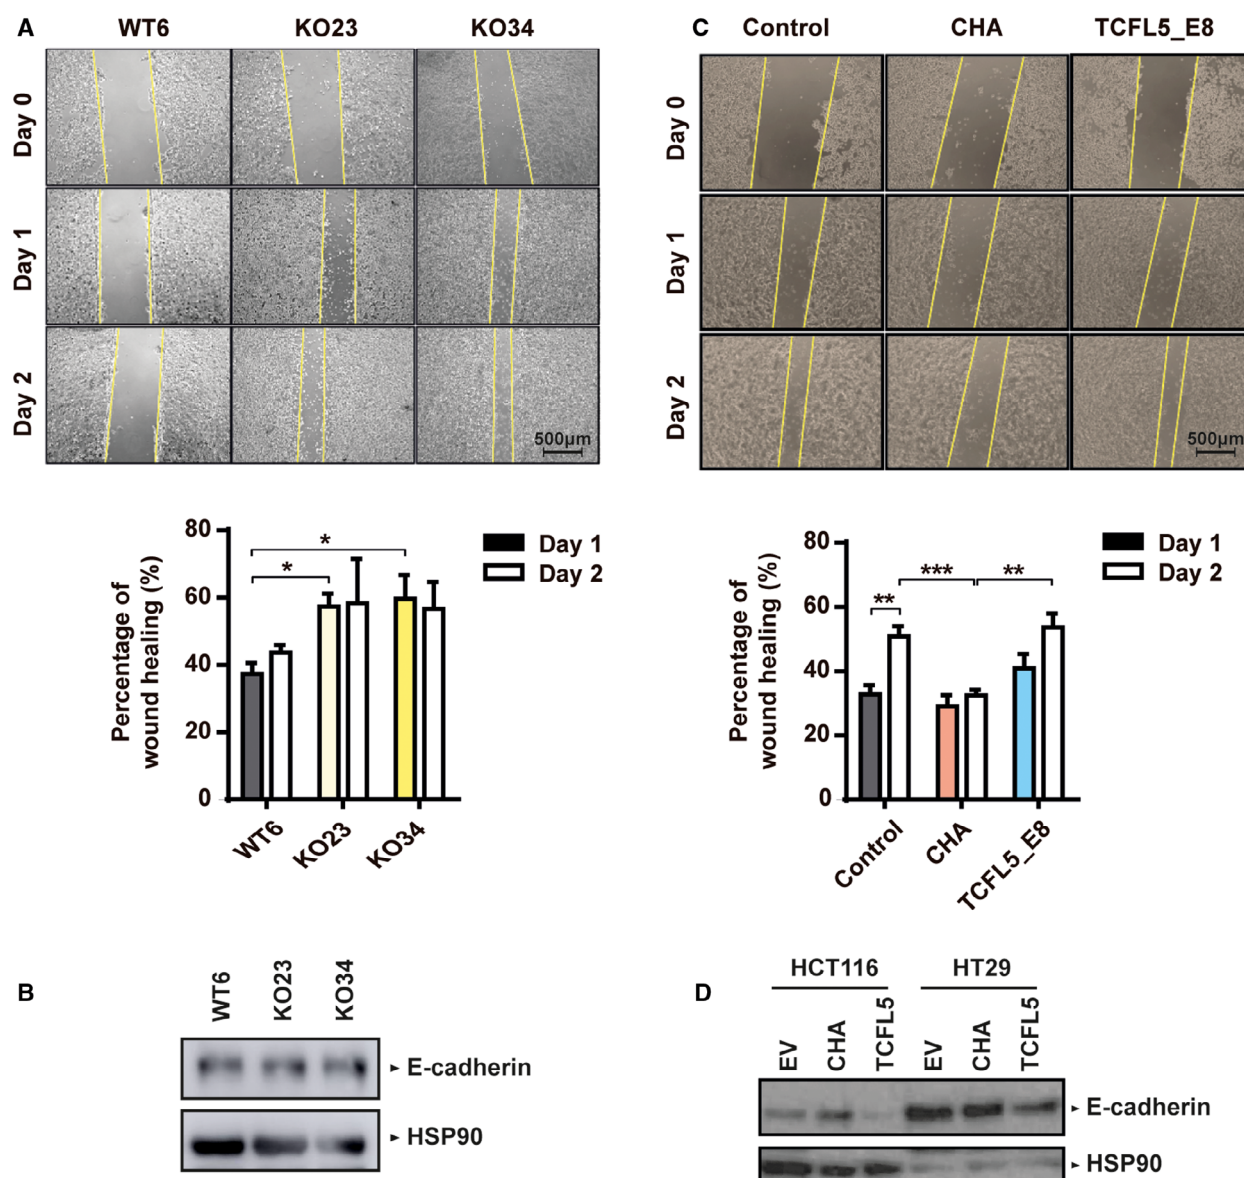 A
WT6 KO23 KO34
Day 0
Day 1
Day 2
500µm
Percentage of
wound healing (%)
80
60
40
20
0
* *
Day 1
Day 2
WT6 KO23 KO34
B
WT6 KO23 KO34
E-cadherin
HSP90
C
Control CHA TCFL5_E8
Day 0
Day 1
Day 2
500µm
Percentage of
wound healing (%)
80
60
40
20
0
** *** **
Day 1
Day 2
Control CHA TCFL5_E8
D
HCT116 HT29
EV CHA TCFL5 EV CHA TCFL5
E-cadherin
HSP90